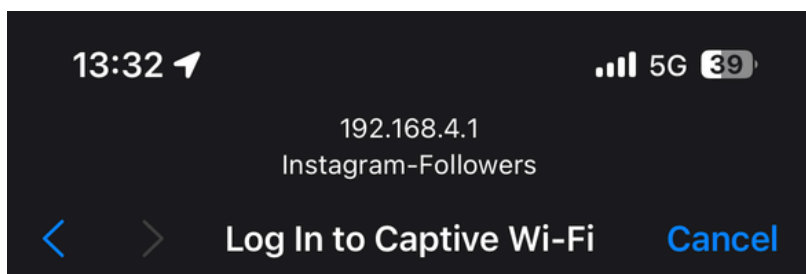 13:32
5G 39
192.168.4.1
Instagram-Followers
Log In to Captive Wi-Fi Cancel